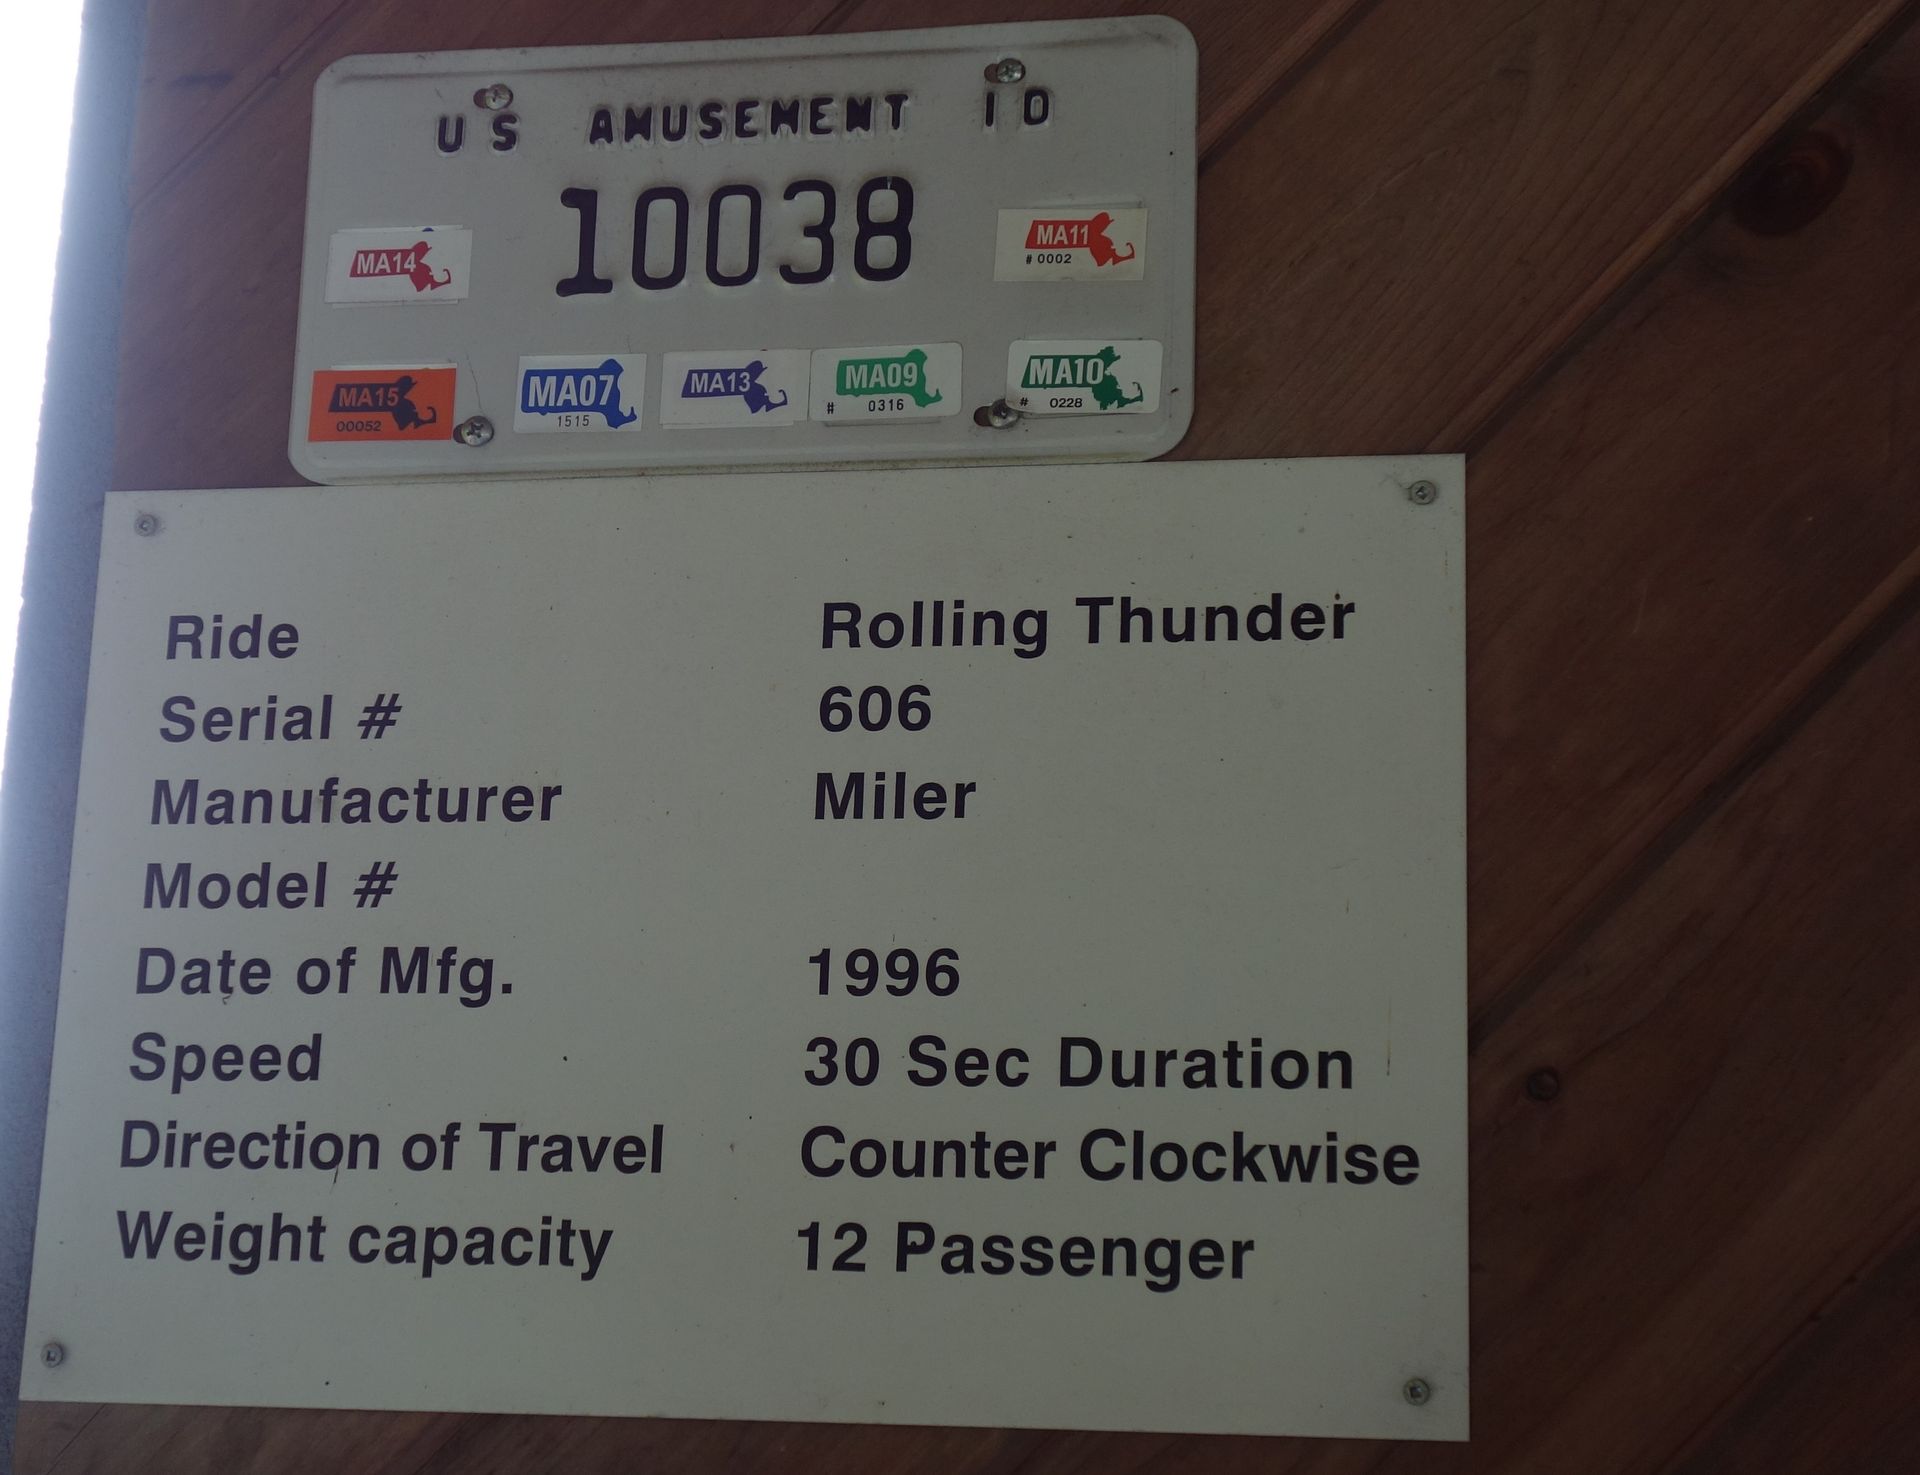 US AMUSEMENT ID
10038
MA14
MA11
# 0002
MA15
00052
MA07
1515
MA13
MA09
# 0316
MA10
# 0228
Ride Rolling Thunder
Serial # 606
Manufacturer Miler
Model #
Date of Mfg. 1996
Speed 30 Sec Duration
Direction of Travel Counter Clockwise
Weight capacity 12 Passenger